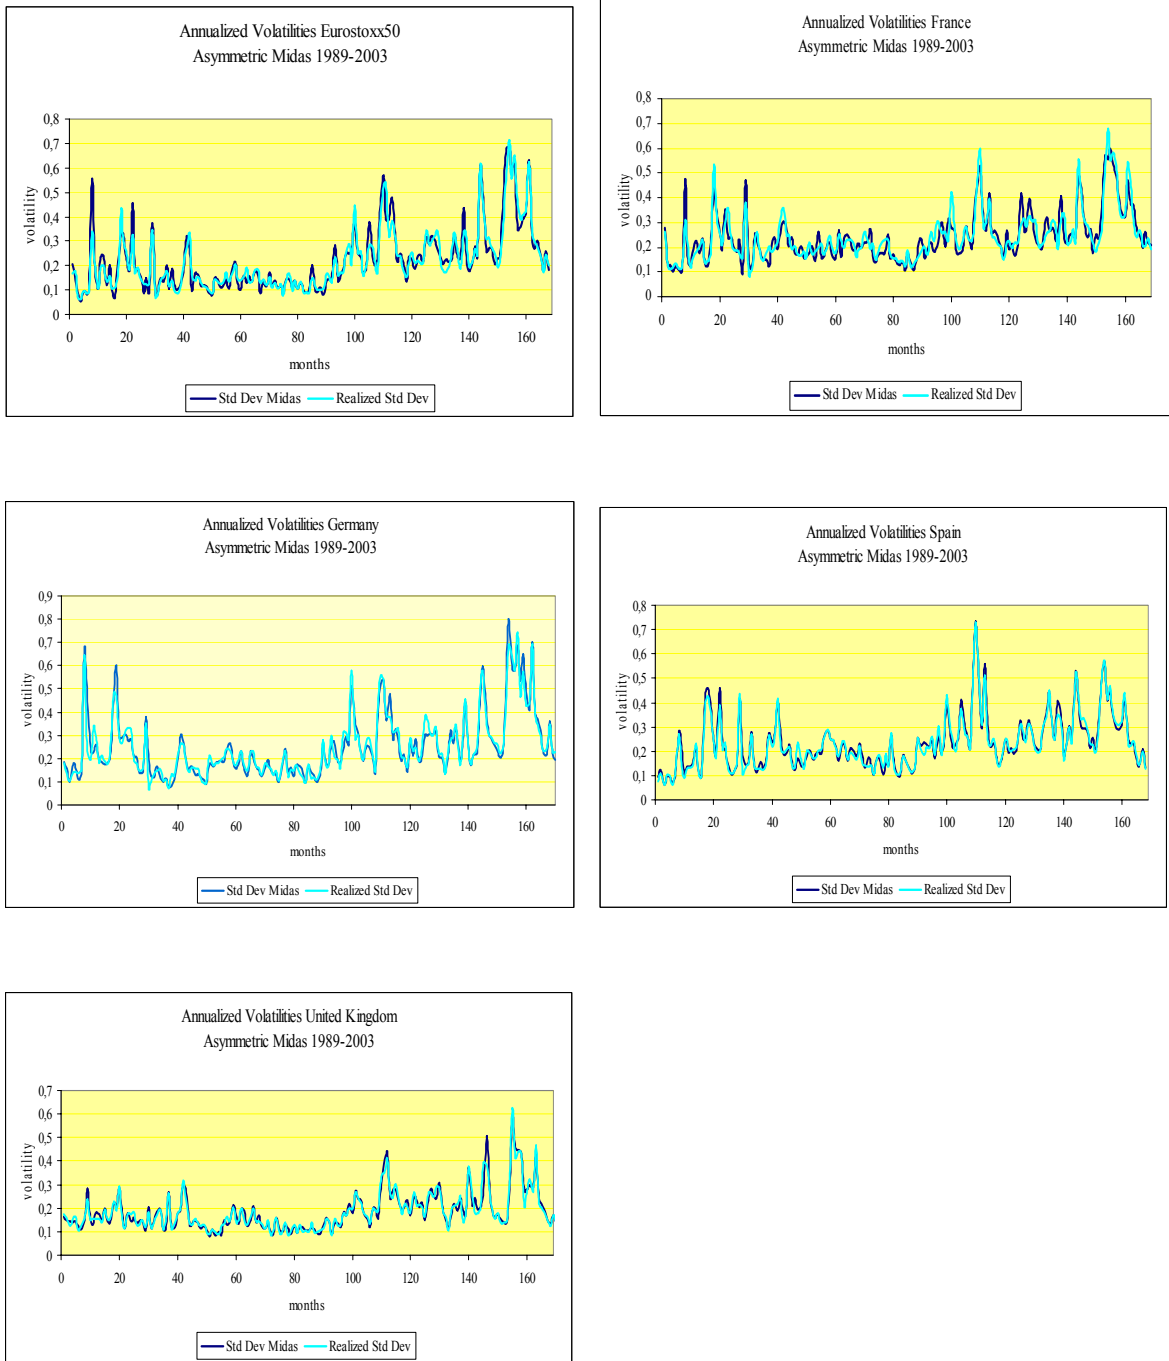 Annualized Volatilities Eurostoxx50
Asymmetric Midas 1989-2003
0,8
0,7
0,6
0,5
0,4
0,3
0,2
0,1
0
volatility
0 20 40 60 80 100 120 140 160
months
Std Dev Midas Realized Std Dev
Annualized Volatilities France
Asymmetric Midas 1989-2003
0,8
0,7
0,6
0,5
0,4
0,3
0,2
0,1
0
volatility
0 20 40 60 80 100 120 140 160
months
Std Dev Midas Realized Std Dev
Annualized Volatilities Germany
Asymmetric Midas 1989-2003
0,9
0,8
0,7
0,6
0,5
0,4
0,3
0,2
0,1
0
volatility
0 20 40 60 80 100 120 140 160
months
Std Dev Midas Realized Std Dev
Annualized Volatilities Spain
Asymmetric Midas 1989-2003
0,8
0,7
0,6
0,5
0,4
0,3
0,2
0,1
0
volatility
0 20 40 60 80 100 120 140 160
months
Std Dev Midas Realized Std Dev
Annualized Volatilities United Kingdom
Asymmetric Midas 1989-2003
0,7
0,6
0,5
0,4
0,3
0,2
0,1
0
volatility
0 20 40 60 80 100 120 140 160
months
Std Dev Midas Realized Std Dev